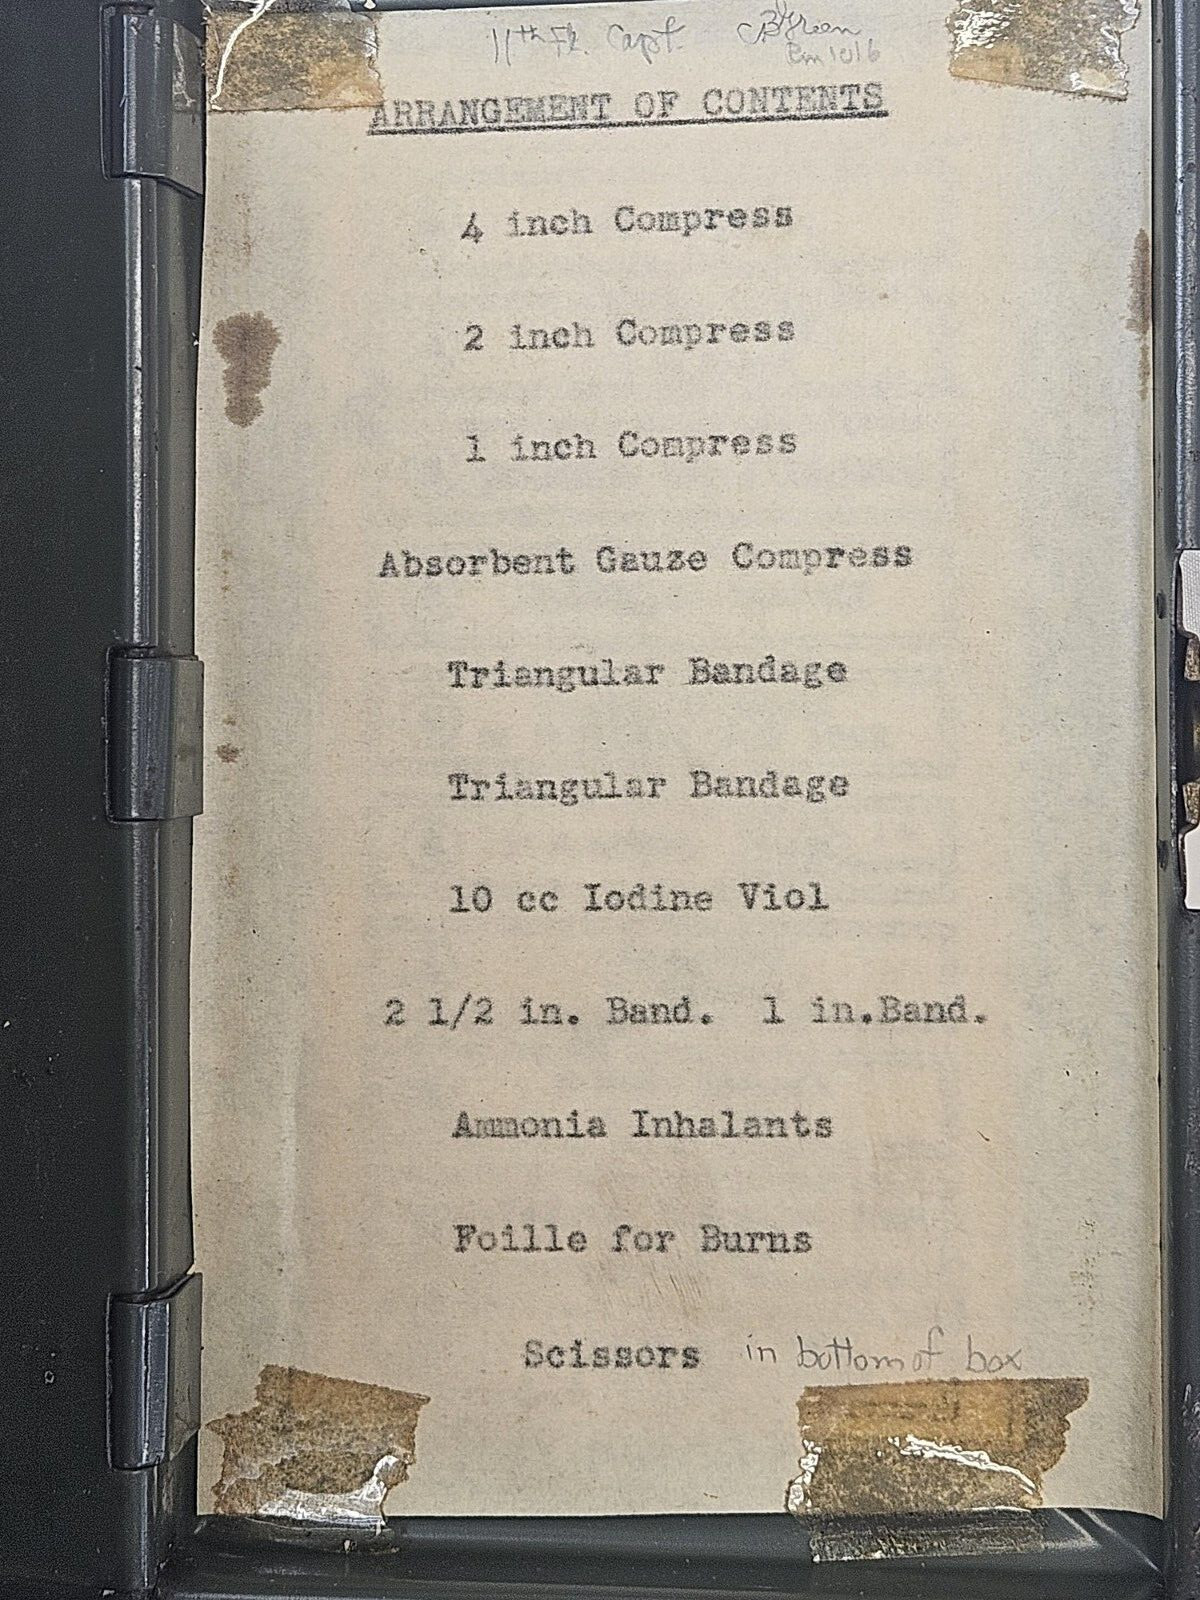 11th Fl. Capt. CB Green
Rm 1016
ARRANGEMENT OF CONTENTS
4 inch Compress
2 inch Compress
1 inch Compress
Absorbent Gauze Compress
Triangular Bandage
Triangular Bandage
10 cc Iodine Viol
2 1/2 in. Band. 1 in.Band.
Ammonia Inhalants
Foille for Burns
Scissors in bottom of box